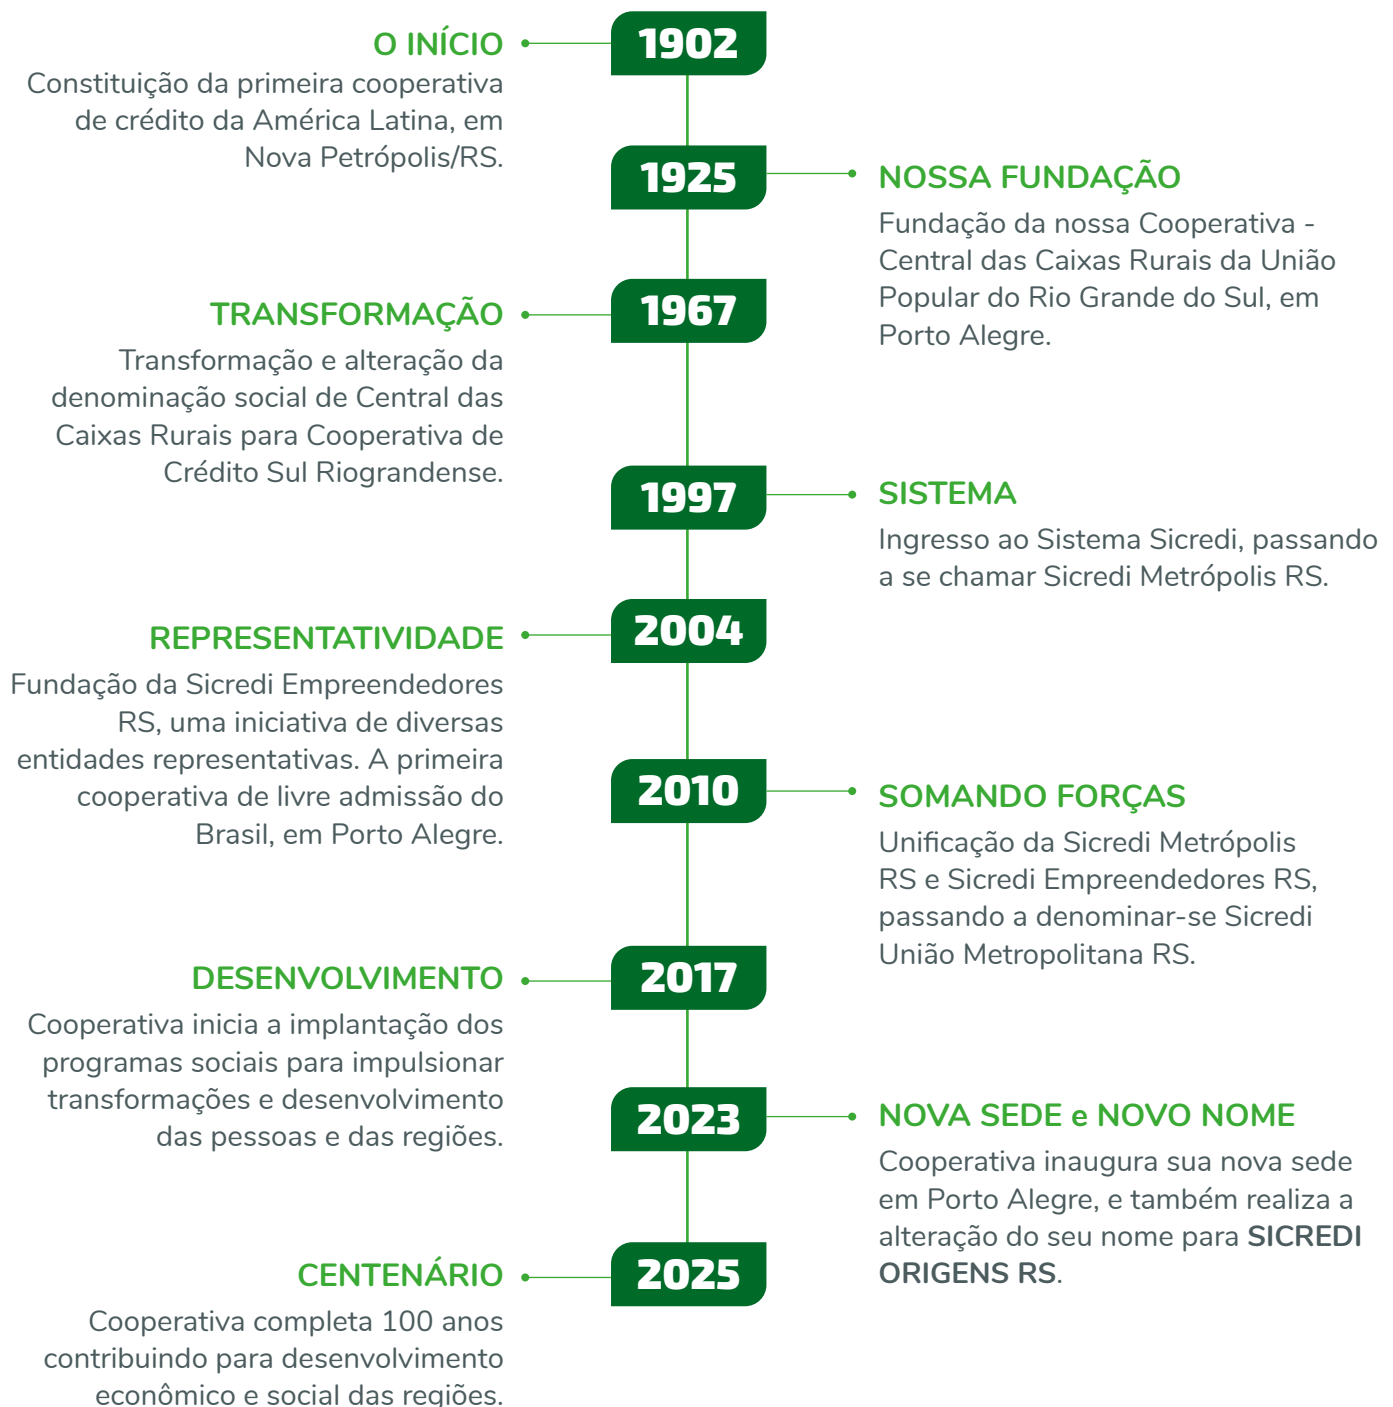 1902
O INÍCIO
Constituição da primeira cooperativa
de crédito da América Latina, em
Nova Petrópolis/RS.
1925
NOSSA FUNDAÇÃO
Fundação da nossa Cooperativa -
Central das Caixas Rurais da União
Popular do Rio Grande do Sul, em
Porto Alegre.
1967
TRANSFORMAÇÃO
Transformação e alteração da
denominação social de Central das
Caixas Rurais para Cooperativa de
Crédito Sul Riograndense.
1997
SISTEMA
Ingresso ao Sistema Sicredi, passando
a se chamar Sicredi Metrópolis RS.
2004
REPRESENTATIVIDADE
Fundação da Sicredi Empreendedores
RS, uma iniciativa de diversas
entidades representativas. A primeira
cooperativa de livre admissão do
Brasil, em Porto Alegre.
2010
SOMANDO FORÇAS
Unificação da Sicredi Metrópolis
RS e Sicredi Empreendedores RS,
passando a denominar-se Sicredi
União Metropolitana RS.
2017
DESENVOLVIMENTO
Cooperativa inicia a implantação dos
programas sociais para impulsionar
transformações e desenvolvimento
das pessoas e das regiões.
2023
NOVA SEDE e NOVO NOME
Cooperativa inaugura sua nova sede
em Porto Alegre, e também realiza a
alteração do seu nome para SICREDI
ORIGENS RS.
2025
CENTENÁRIO
Cooperativa completa 100 anos
contribuindo para desenvolvimento
econômico e social das regiões.